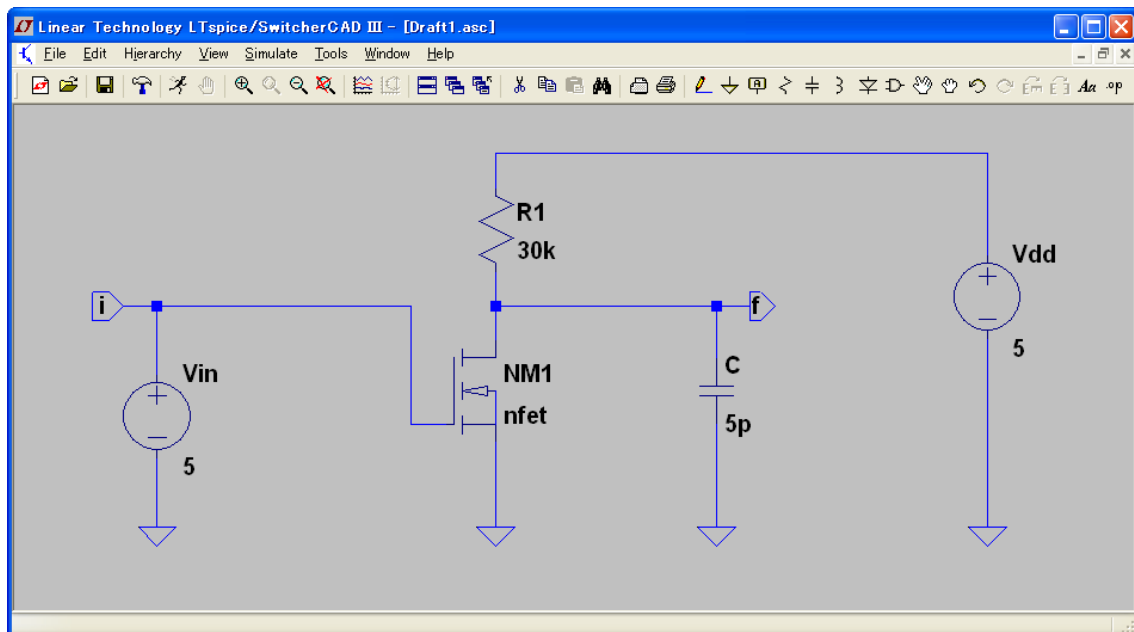 Linear Technology LTspice/SwitcherCAD III - [Draft1.asc]
File Edit Hierarchy View Simulate Tools Window Help
Aa .op
R1
30k
Vdd
5
i
f
Vin
5
NM1
nfet
C
5p